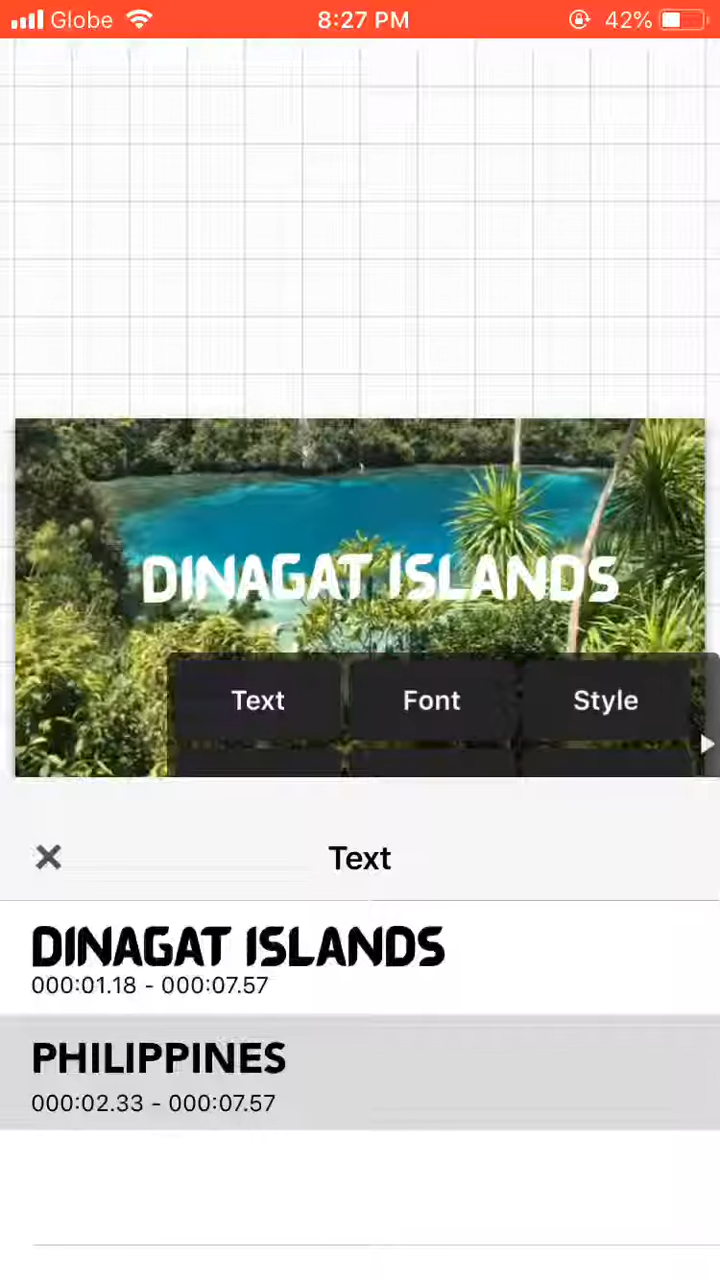 Globe 8:27 PM 42%
DINAGAT ISLANDS
Text Font Style
Text
DINAGAT ISLANDS
000:01.18 - 000:07.57
PHILIPPINES
000:02.33 - 000:07.57